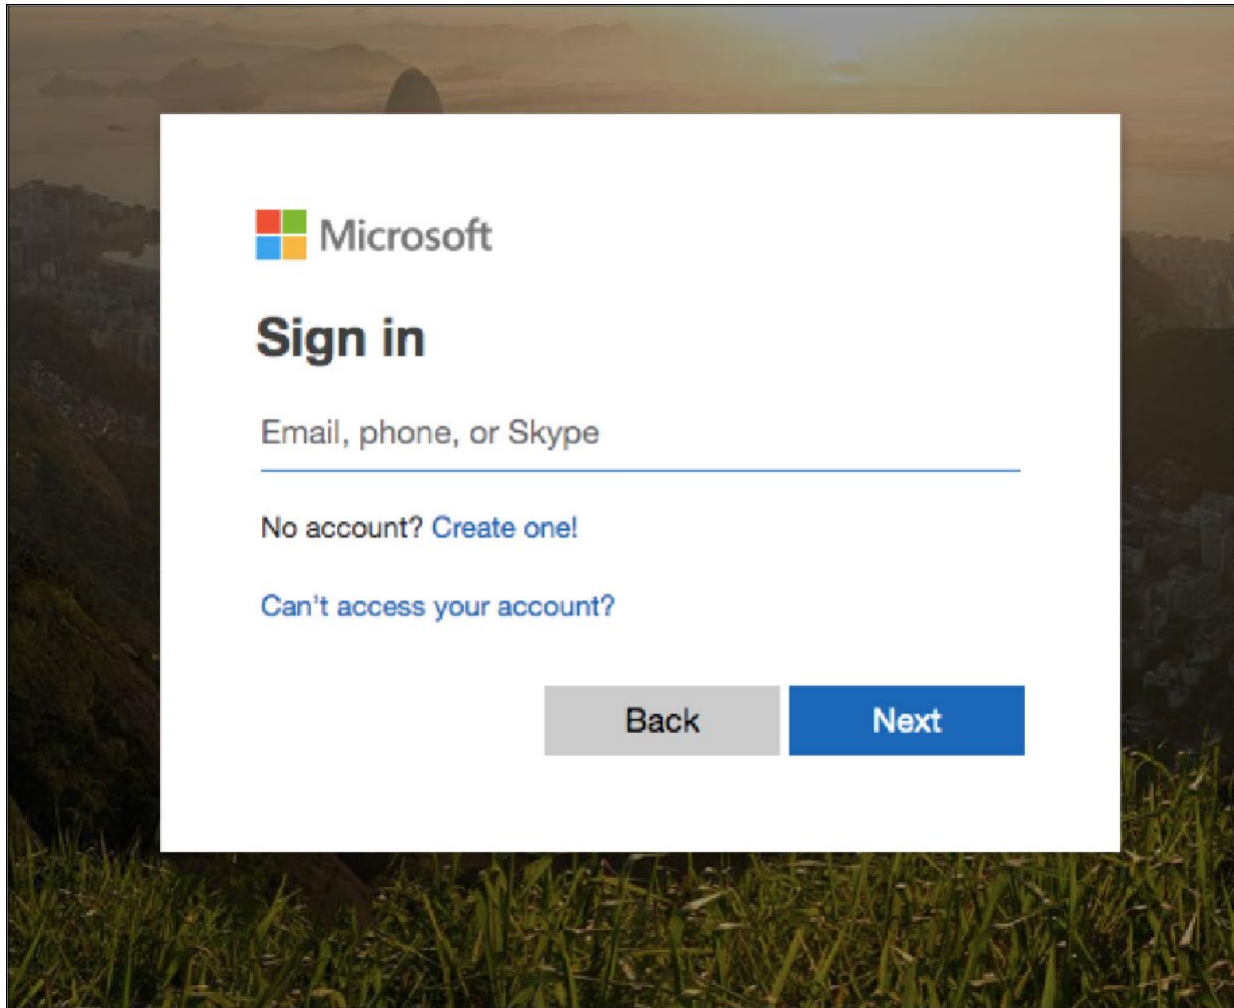 Microsoft
Sign in
Email, phone, or Skype
No account? Create one!
Can't access your account?
Back Next